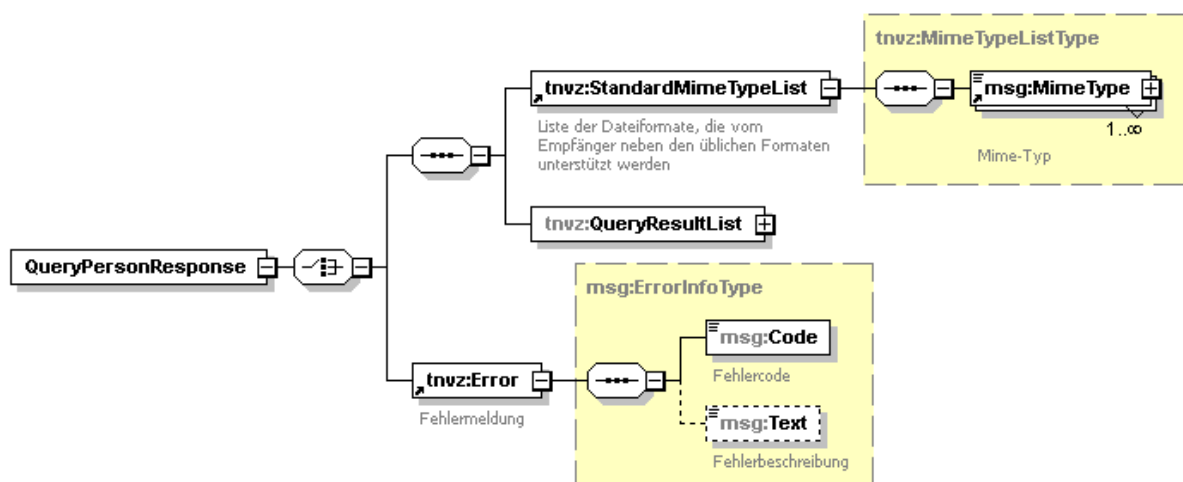 tnvz:MimeTypeListType
tnvz:StandardMimeTypeList
msg:MimeType
1..∞
Liste der Dateiformate, die vom
Empfänger neben den üblichen Formaten
unterstützt werden
Mime-Typ
tnvz:QueryResultList
QueryPersonResponse
msg:ErrorInfoType
msg:Code
Fehlercode
tnvz:Error
Fehlermeldung
msg:Text
Fehlerbeschreibung